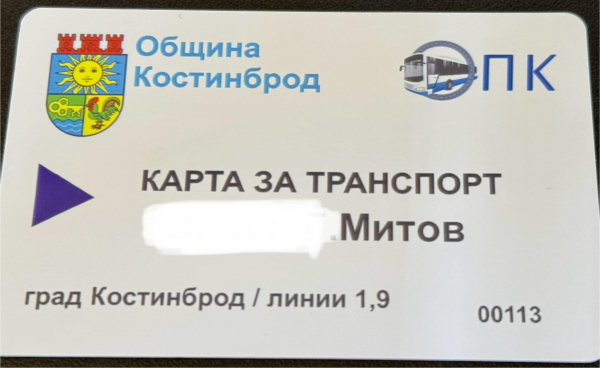 Община
Костинброд
ПК
КАРТА ЗА ТРАНСПОРТ
.Митов
град Костинброд / линии 1,9
00113